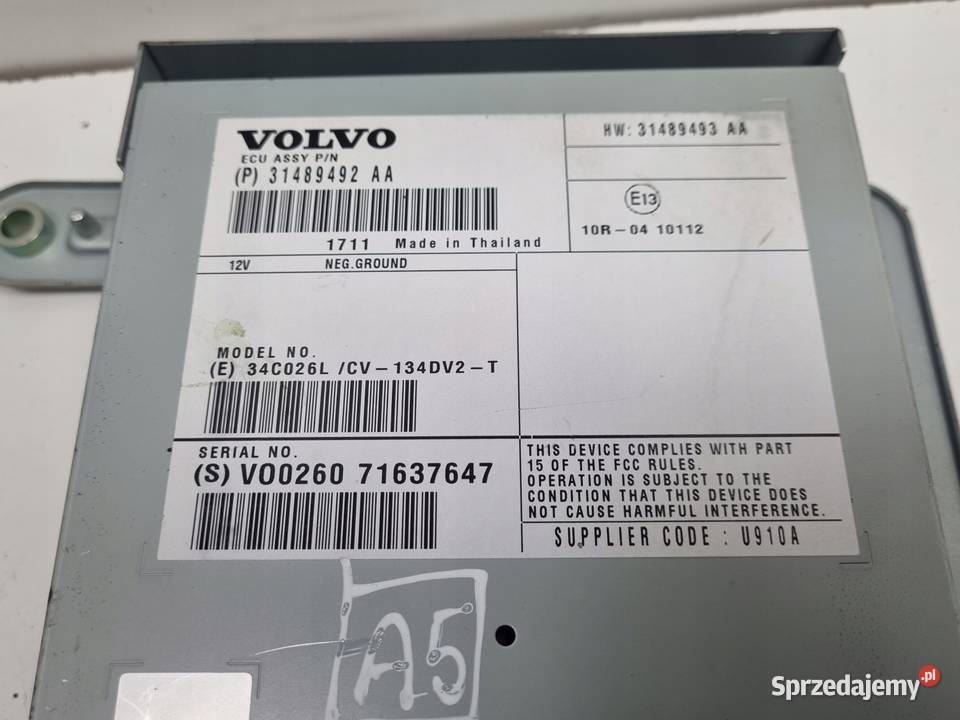 VOLVO
ECU ASSY P/N
(P) 31489492 AA
1711 Made in Thailand
HW: 31489493 AA
E13
10R-04 10112
12V NEG.GROUND
MODEL NO.
(E) 34C026L /CV-134DV2-T
SERIAL NO.
(S) VO0260 71637647
THIS DEVICE COMPLIES WITH PART
15 OF THE FCC RULES.
OPERATION IS SUBJECT TO THE
CONDITION THAT THIS DEVICE DOES
NOT CAUSE HARMFUL INTERFERENCE.
SUPPLIER CODE : U910A
A5
Sprzedajemy.pl